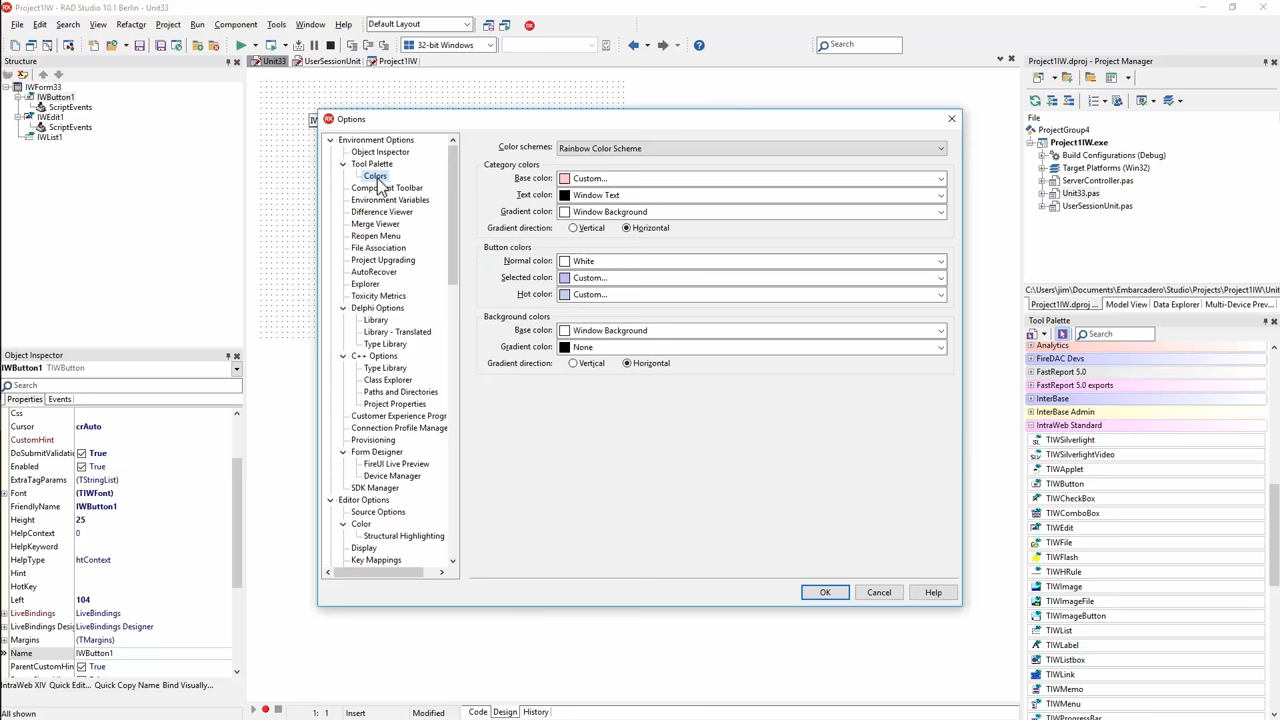 Project1IW - RAD Studio 10.1 Berlin - Unit33
File Edit Search View Refactor Project Run Component Tools Window Help
Default Layout
32-bit Windows
Search
Structure
Unit33 UserSessionUnit Project1IW
IWForm33
IWButton1
ScriptEvents
IWEdit1
ScriptEvents
IWList1
Object Inspector
IWButton1 TIWButton
Search
Properties Events
Css
Cursor crAuto
CustomHint
DoSubmitValidatic True
Enabled True
ExtraTagParams (TStringList)
Font (TIWFont)
FriendlyName IWButton1
Height 25
HelpContext 0
HelpKeyword
HelpType htContext
Hint
HotKey
Left 104
LiveBindings LiveBindings
LiveBindings Desi LiveBindings Designer
Margins (TMargins)
Name IWButton1
ParentCustomHin True
IntraWeb XIV Quick Edit... Quick Copy Name Bind Visually...
All shown
Options
Environment Options
Object Inspector
Tool Palette
Colors
Environment Variables
Difference Viewer
Merge Viewer
Reopen Menu
File Association
Project Upgrading
AutoRecover
Explorer
Toxicity Metrics
Delphi Options
Library
Library - Translated
Type Library
C++ Options
Type Library
Class Explorer
Paths and Directories
Project Properties
Customer Experience Progr
Connection Profile Manage
Provisioning
Form Designer
FireUI Live Preview
Device Manager
SDK Manager
Editor Options
Source Options
Color
Structural Highlighting
Display
Key Mappings
Color schemes: Rainbow Color Scheme
Category colors
Base color: Custom...
Text color: Window Text
Gradient color: Window Background
Gradient direction: Vertical Horizontal
Button colors
Normal color: White
Selected color: Custom...
Hot color: Custom...
Background colors
Base color: Window Background
Gradient color: None
Gradient direction: Vertical Horizontal
OK Cancel Help
1: 1 Insert Modified Code Design History
Project1IW.dproj - Project Manager
File
ProjectGroup4
Project1IW.exe
Build Configurations (Debug)
Target Platforms (Win32)
ServerController.pas
Unit33.pas
UserSessionUnit.pas
C:\Users\jim\Documents\Embarcadero\Studio\Projects\Project1IW\Unit
Project1IW.dproj ... Model View Data Explorer Multi-Device Prev...
Tool Palette
Search
Analytics
FireDAC Devs
FastReport 5.0
FastReport 5.0 exports
InterBase
InterBase Admin
IntraWeb Standard
TIWSilverlight
TIWSilverlightVideo
TIWApplet
TIWButton
TIWCheckBox
TIWComboBox
TIWEdit
TIWFile
TIWFlash
TIWHRule
TIWImage
TIWImageFile
TIWImageButton
TIWList
TIWLabel
TIWListbox
TIWLink
TIWMemo
TIWMenu
TIWProgressBar